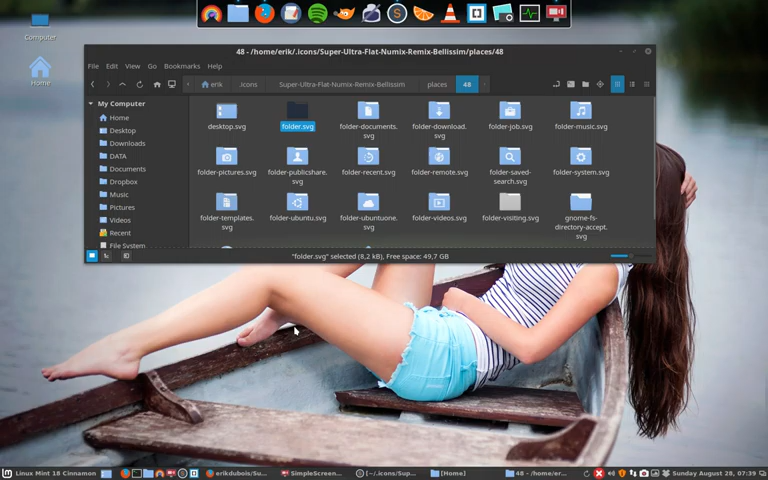 Computer
Home
48 - /home/erik/.icons/Super-Ultra-Flat-Numix-Remix-Bellissim/places/48
File Edit View Go Bookmarks Help
erik .icons Super-Ultra-Flat-Numix-Remix-Bellissim places 48
My Computer
Home
Desktop
Downloads
DATA
Documents
Dropbox
Music
Pictures
Videos
Recent
File System
desktop.svg
folder.svg
folder-documents.
svg
folder-download.
svg
folder-job.svg
folder-music.svg
folder-pictures.svg
folder-publicshare.
svg
folder-recent.svg
folder-remote.svg
folder-saved-
search.svg
folder-system.svg
folder-templates.
svg
folder-ubuntu.svg
folder-ubuntuone.
svg
folder-videos.svg
folder-visiting.svg
gnome-fs-
directory-accept.
svg
"folder.svg" selected (8,2 kB), Free space: 49,7 GB
Linux Mint 18 Cinnamon
erikdubois/Su...
SimpleScreen...
[~/.icons/Sup...
[Home]
48 - /home/er...
Sunday August 28, 07:39